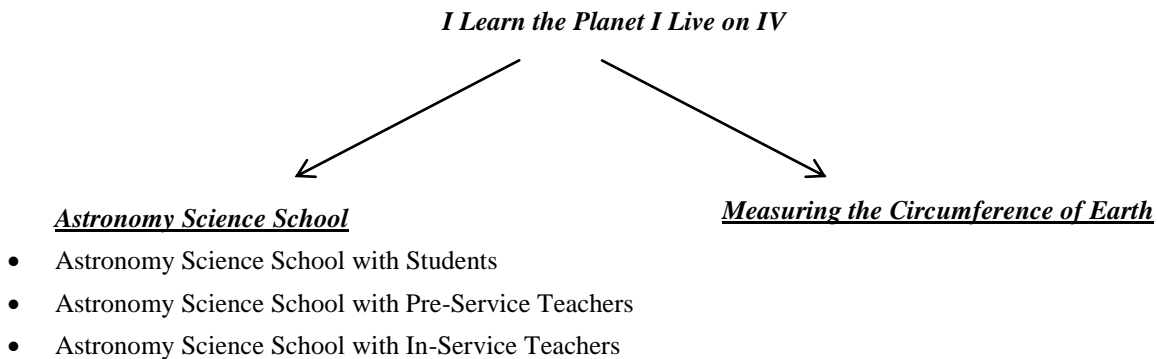 I Learn the Planet I Live on IV
Astronomy Science School
Measuring the Circumference of Earth
• Astronomy Science School with Students
• Astronomy Science School with Pre-Service Teachers
• Astronomy Science School with In-Service Teachers